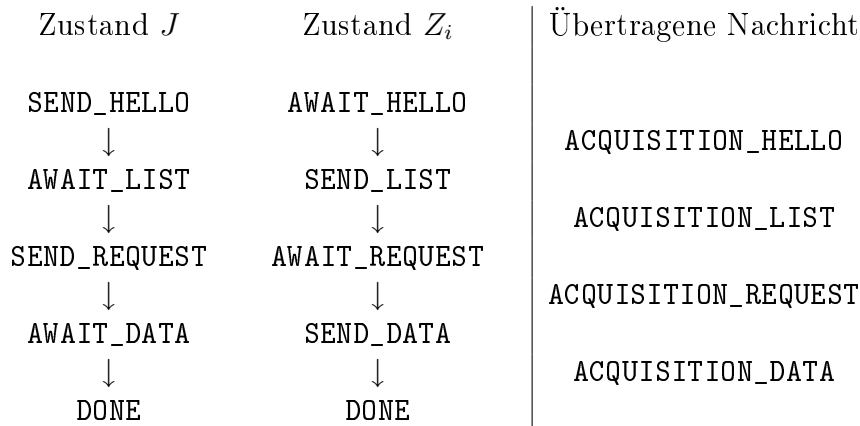 Zustand J Zustand Z_i Übertragene Nachricht
SEND_HELLO AWAIT_HELLO
↓ ↓ ACQUISITION_HELLO
AWAIT_LIST SEND_LIST
↓ ↓ ACQUISITION_LIST
SEND_REQUEST AWAIT_REQUEST
↓ ↓ ACQUISITION_REQUEST
AWAIT_DATA SEND_DATA
↓ ↓ ACQUISITION_DATA
DONE DONE